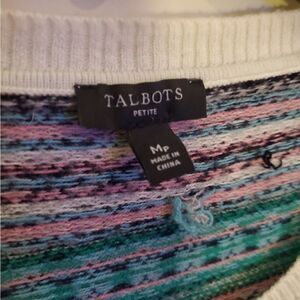 TALBOTS
PETITE
MP
MADE IN
CHINA